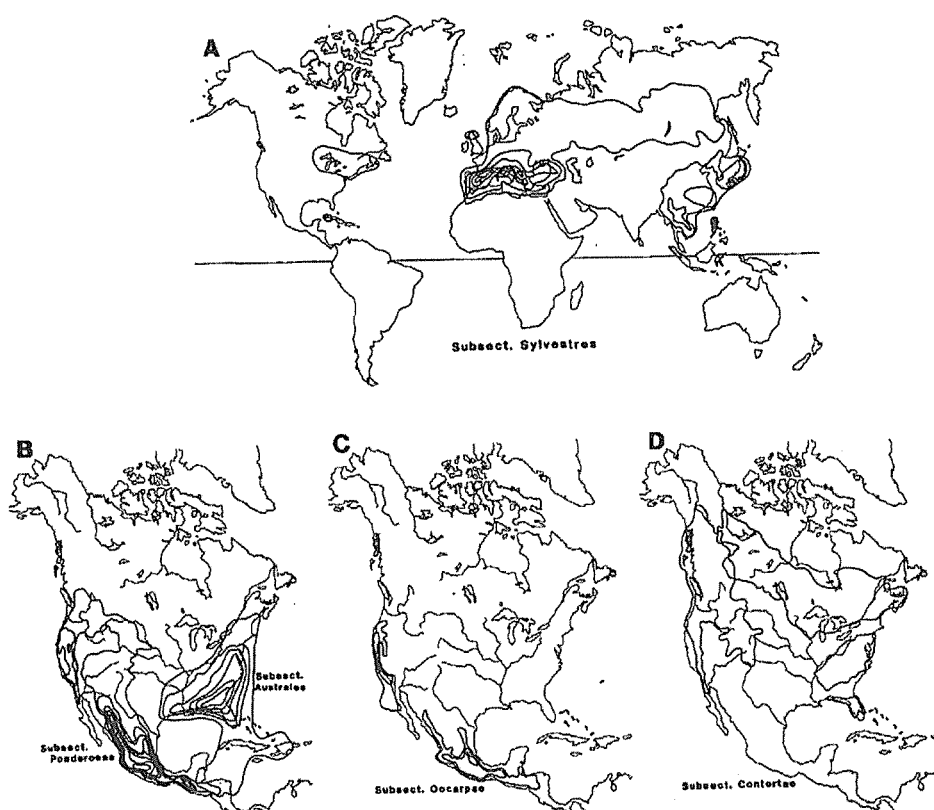 A
Subsect. Sylvestres
B
Subsect.
Australes
Subsect.
Ponderosae
C
Subsect. Oocarpae
D
Subsect. Contortae